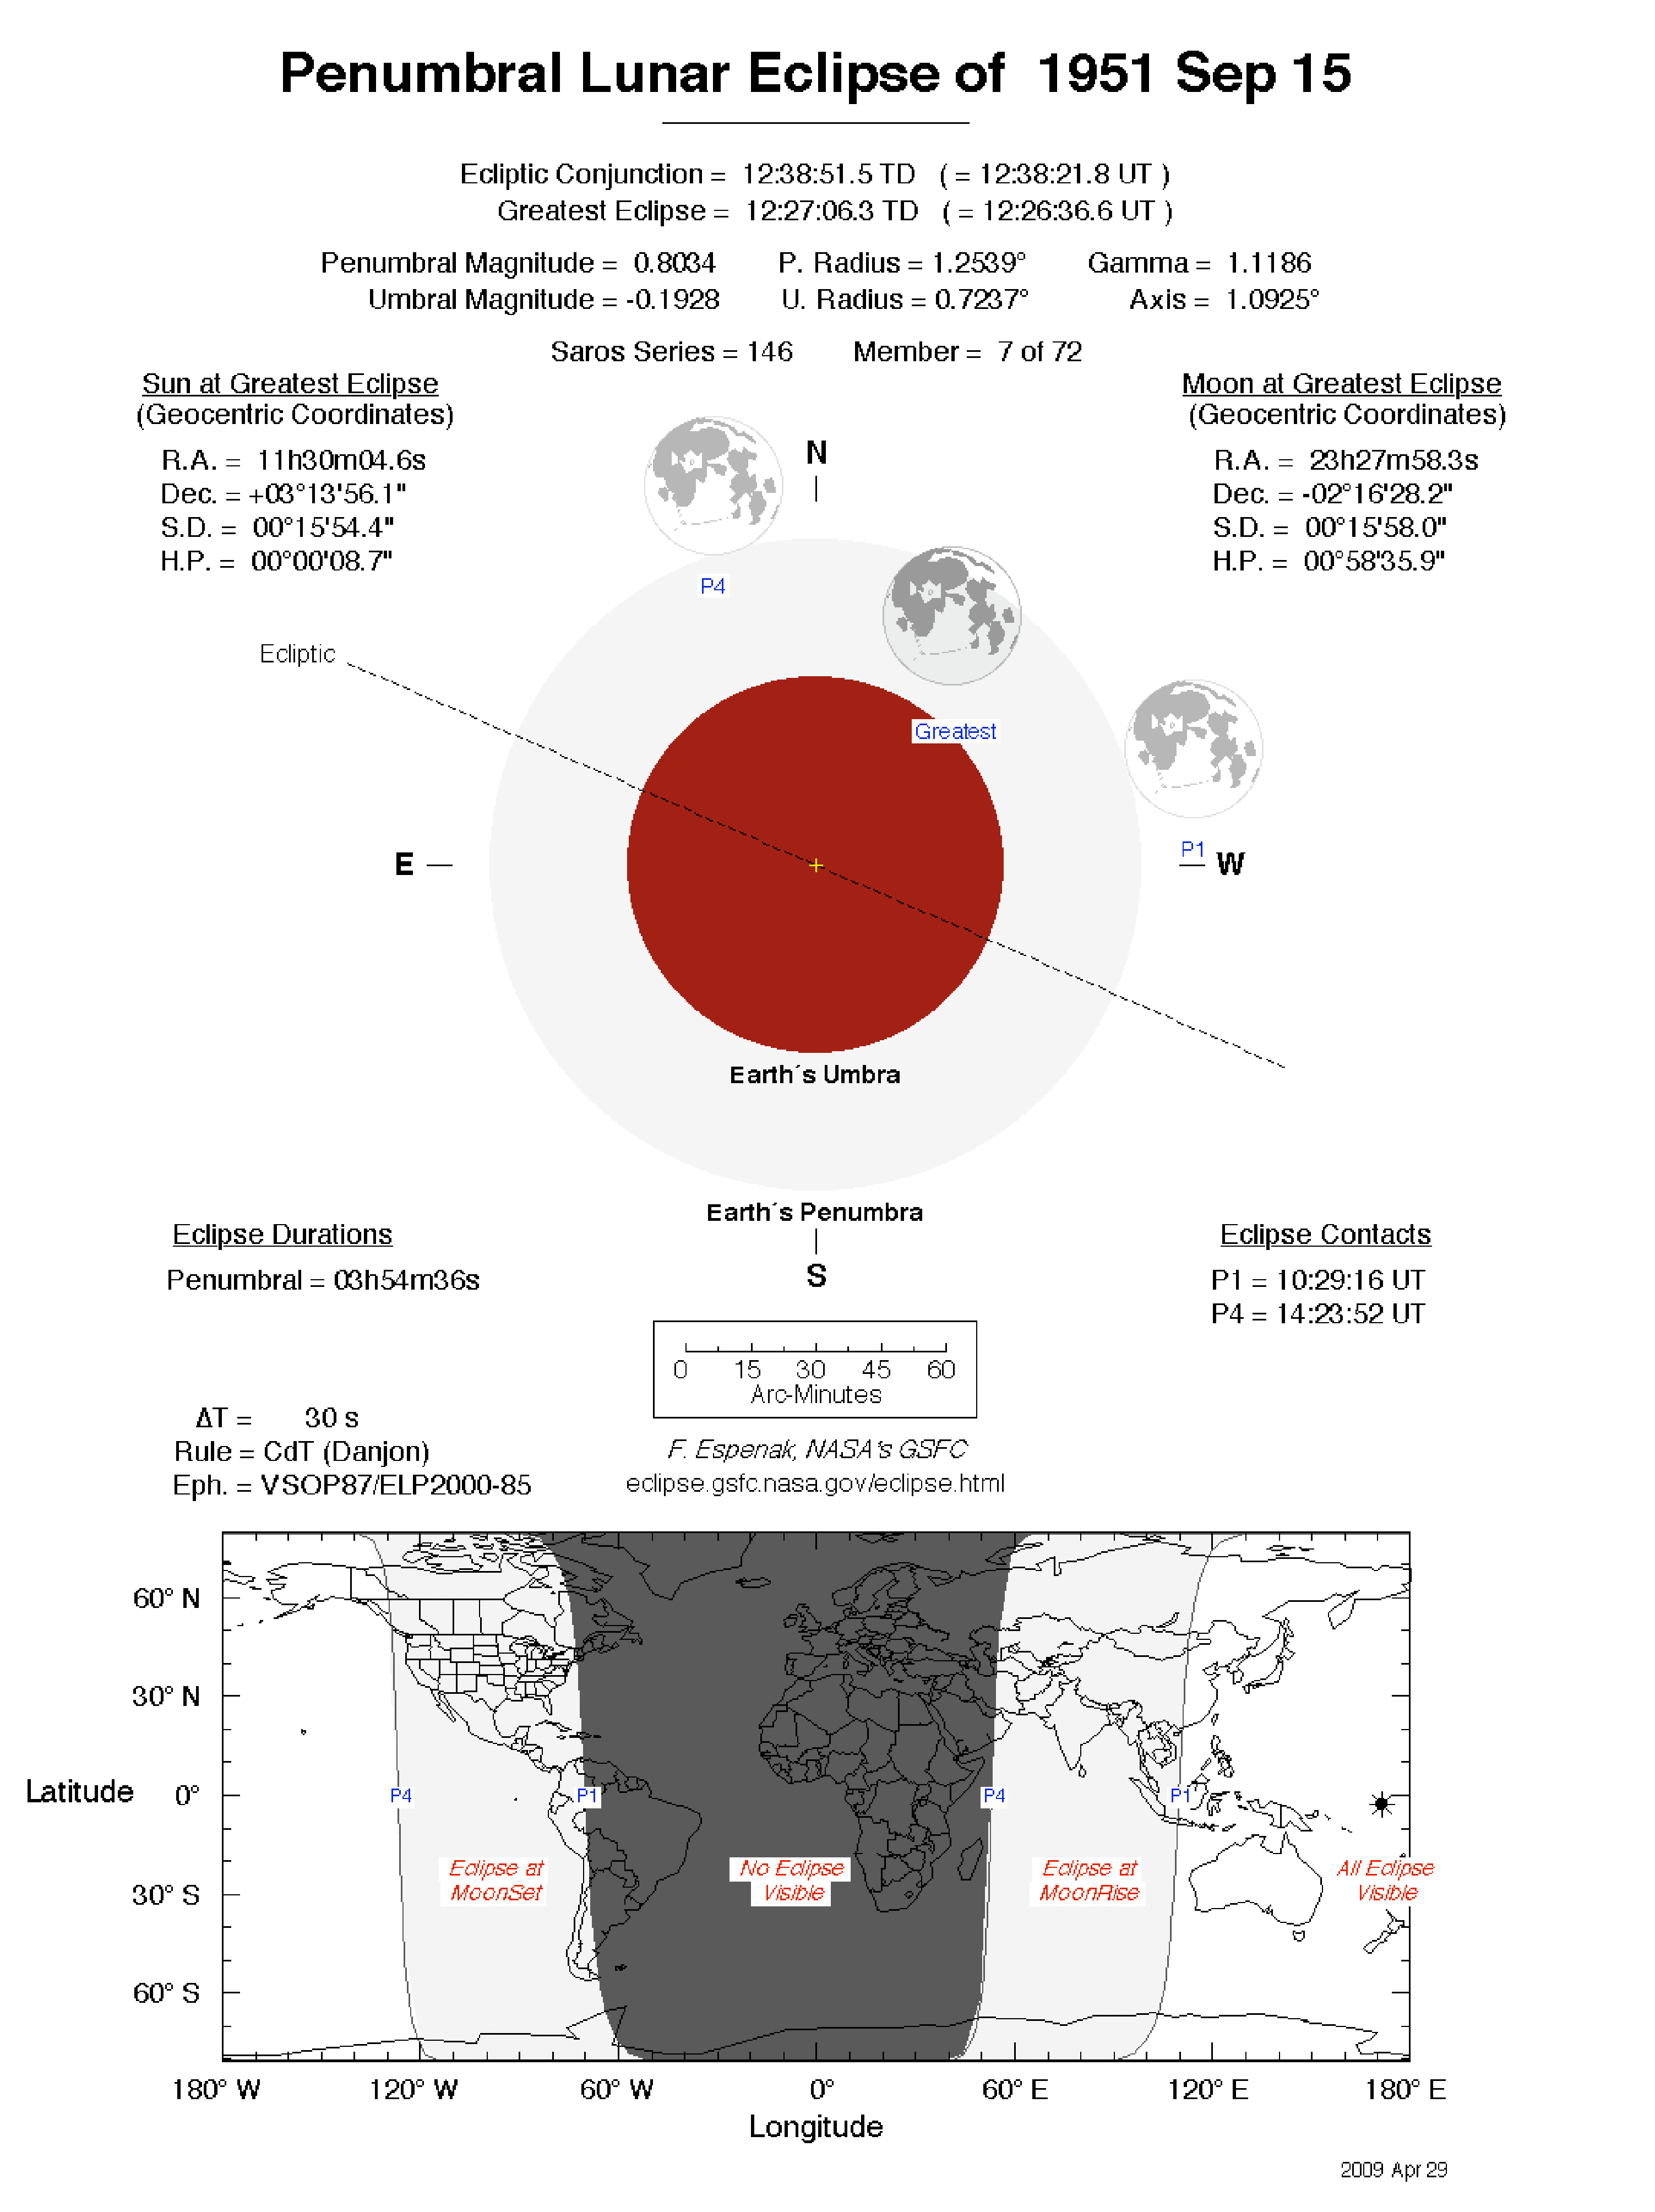 Penumbral Lunar Eclipse of 1951 Sep 15
Ecliptic Conjunction = 12:38:51.5 TD ( = 12:38:21.8 UT )
Greatest Eclipse = 12:27:06.3 TD ( = 12:26:36.6 UT )
Penumbral Magnitude = 0.8034 P. Radius = 1.2539° Gamma = 1.1186
Umbral Magnitude = -0.1928 U. Radius = 0.7237° Axis = 1.0925°
Saros Series = 146 Member = 7 of 72
Sun at Greatest Eclipse
(Geocentric Coordinates)
R.A. = 11h30m04.6s
Dec. = +03°13'56.1"
S.D. = 00°15'54.4"
H.P. = 00°00'08.7"
Moon at Greatest Eclipse
(Geocentric Coordinates)
R.A. = 23h27m58.3s
Dec. = -02°16'28.2"
S.D. = 00°15'58.0"
H.P. = 00°58'35.9"
N
P4
Ecliptic
Greatest
P1
E
W
Earth´s Umbra
Earth´s Penumbra
S
Eclipse Durations
Penumbral = 03h54m36s
Eclipse Contacts
P1 = 10:29:16 UT
P4 = 14:23:52 UT
0 15 30 45 60
Arc-Minutes
ΔT = 30 s
Rule = CdT (Danjon)
Eph. = VSOP87/ELP2000-85
F. Espenak, NASA's GSFC
eclipse.gsfc.nasa.gov/eclipse.html
60° N
30° N
Latitude 0°
30° S
60° S
P4 P1 P4 P1
Eclipse at MoonSet
No Eclipse Visible
Eclipse at MoonRise
All Eclipse Visible
180° W 120° W 60° W 0° 60° E 120° E 180° E
Longitude
2009 Apr 29